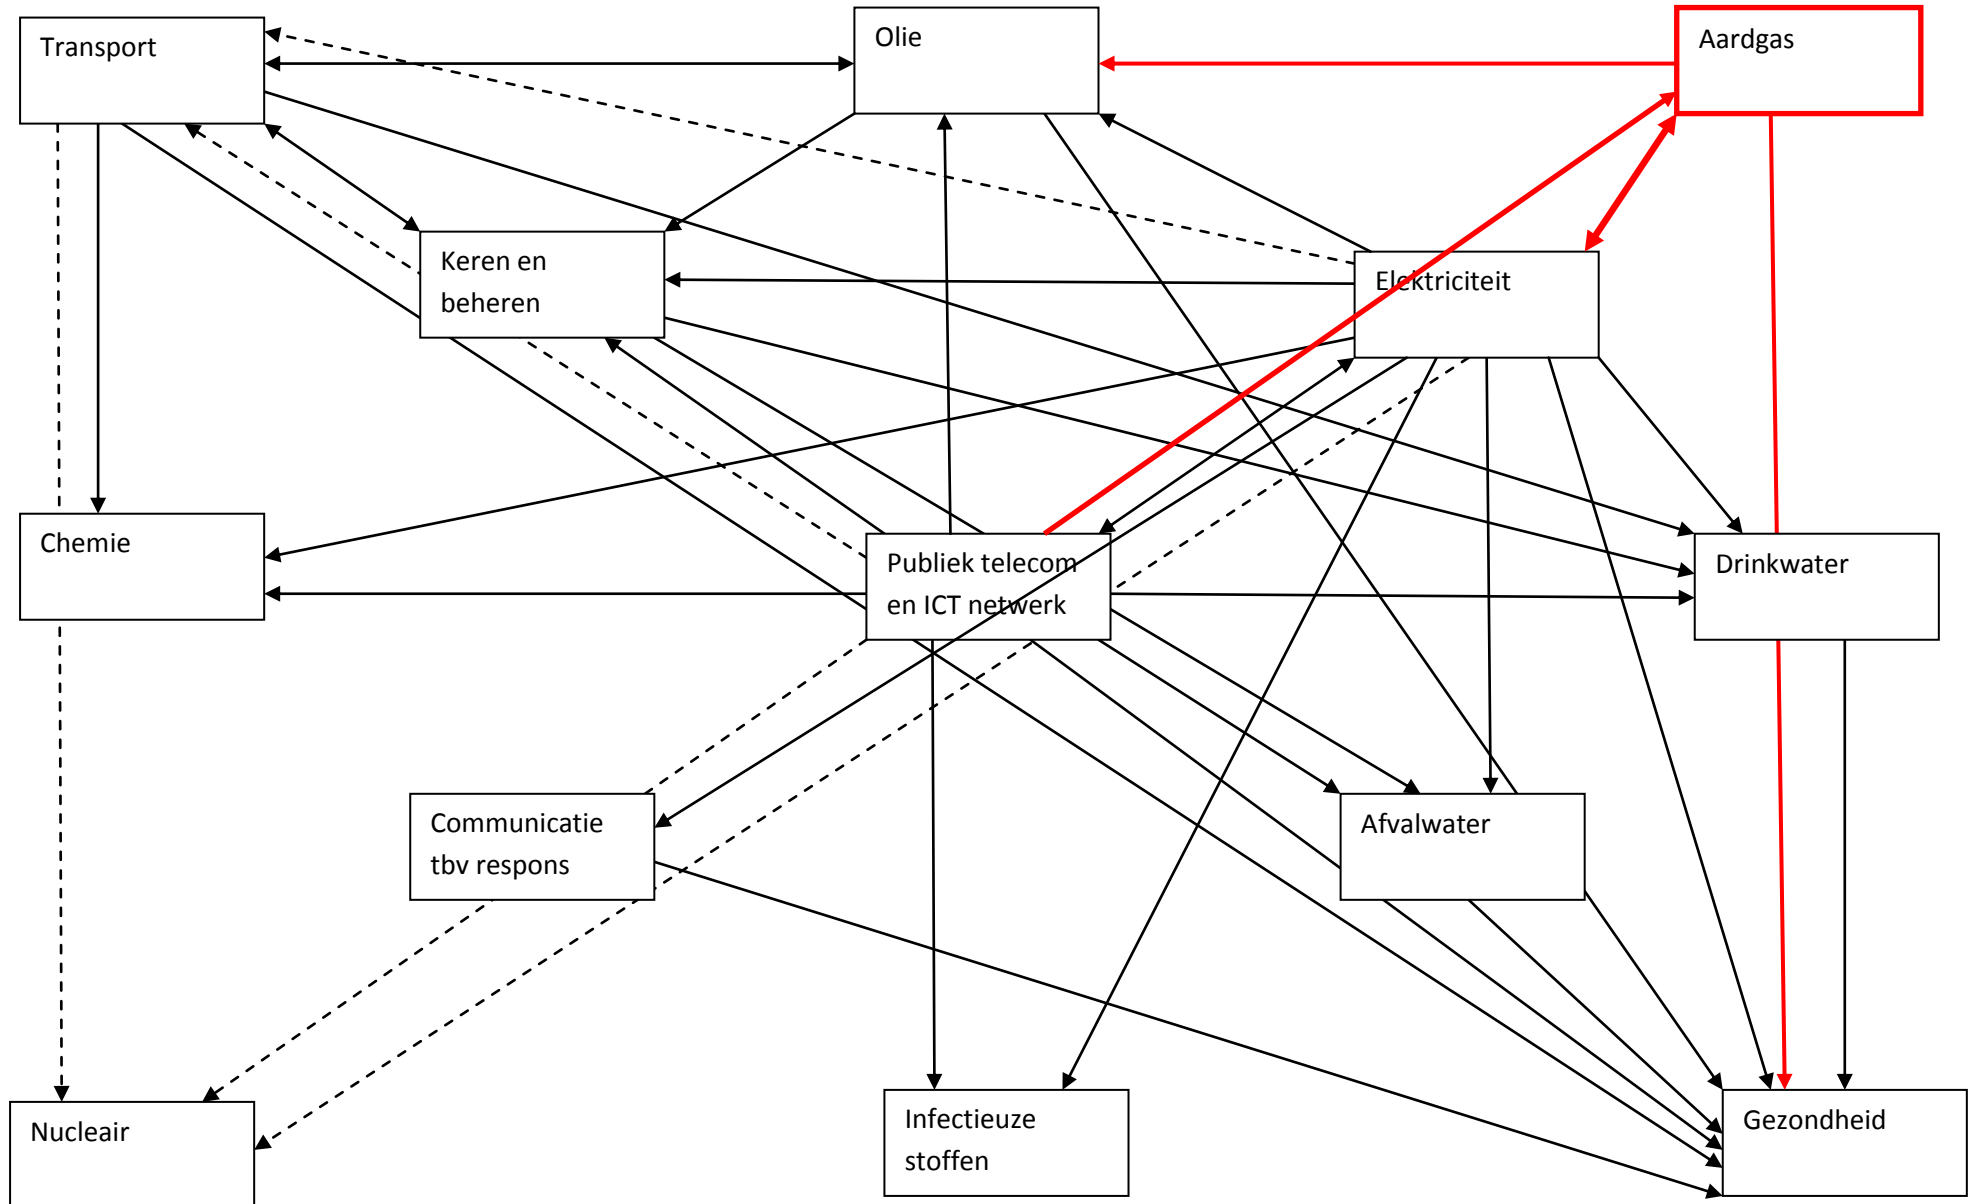 Transport
Olie
Aardgas
Keren en
beheren
Elektriciteit
Chemie
Publiek telecom
en ICT netwerk
Drinkwater
Communicatie
tbv respons
Afvalwater
Nucleair
Infectieuze
stoffen
Gezondheid